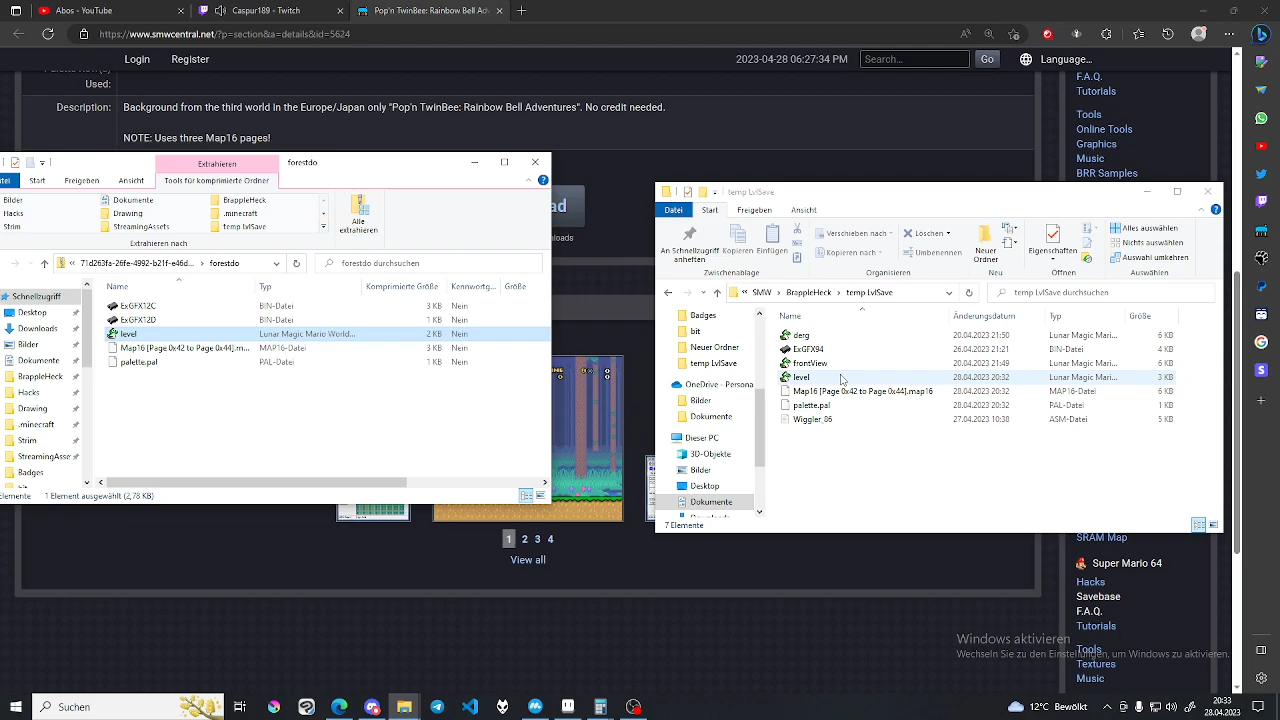 Abos - YouTube
Caspur189 - Twitch
Pop'n TwinBee: Rainbow Bell Ad
https://www.smwcentral.net/?p=section&a=details&id=5624
Login
Register
2023-04-28 06:27:34 PM
Search...
Go
Language...
Used:
Description:
Background from the third world in the Europe/Japan only "Pop'n TwinBee: Rainbow Bell Adventures". No credit needed.
NOTE: Uses three Map16 pages!
F.A.Q.
Tutorials
Tools
Online Tools
Graphics
Music
BRR Samples
Extrahieren
forestdo
Start
Freigeben
Ansicht
Tools für komprimierte Ordner
Bilder
Dokumente
BrappleHeck
Hacks
Drawing
.minecraft
Strim
StreamingAssets
temp LvlSave
Alle
extrahieren
Extrahieren nach
71d263fa-26fe-4992-b21f-e46d...
forestdo
forestdo durchsuchen
Name
Typ
Komprimierte Größe
Kennwortg...
Größe
Schnellzugriff
Desktop
Downloads
Bilder
Dokumente
BrappleHeck
Hacks
Drawing
.minecraft
Strim
StreamingAsse
Badges
ExGFX12C BIN-Datei 3 KB Nein
ExGFX12D BIN-Datei 1 KB Nein
level Lunar Magic Mario World... 2 KB Nein
Map16 [Page 0x42 to Page 0x44].m... MAP16-Datei 3 KB Nein
palette.pal PAL-Datei 1 KB Nein
1 Element ausgewählt (2,78 KB)
temp LvlSave
Datei
Start
Freigeben
Ansicht
An Schnellzugriff
anheften
Kopieren
Einfügen
Zwischenablage
Verschieben nach
Kopieren nach
Löschen
Umbenennen
Organisieren
Neuer
Ordner
Neu
Eigenschaften
Öffnen
Alles auswählen
Nichts auswählen
Auswahl umkehren
Auswählen
SMW
BrappleHeck
temp LvlSave
temp LvlSave durchsuchen
Name
Änderungsdatum
Typ
Größe
Badges
bit
Neuer Ordner
temp LvlSave
OneDrive - Persona
Bilder
Dokumente
Dieser PC
3D-Objekte
Bilder
Desktop
Dokumente
derg 20.04.2023 21:50 Lunar Magic Mari... 6 KB
ExGFX94 26.04.2023 21:21 BIN-Datei 4 KB
frontView 20.04.2023 21:49 Lunar Magic Mari... 6 KB
level 28.04.2023 20:32 Lunar Magic Mari... 3 KB
Map16 [Page 0x42 to Page 0x44].map16 28.04.2023 20:32 MAP16-Datei 6 KB
palette.pal 28.04.2023 20:32 PAL-Datei 1 KB
Wiggler_86 27.04.2023 10:38 ASM-Datei 5 KB
7 Elemente
1 2 3 4
View all
SRAM Map
Super Mario 64
Hacks
Savebase
F.A.Q.
Tutorials
Tools
Textures
Music
Windows aktivieren
Wechseln Sie zu den Einstellungen, um Windows zu aktivieren.
Suchen
12°C Bewölkt
20:33
28.04.2023